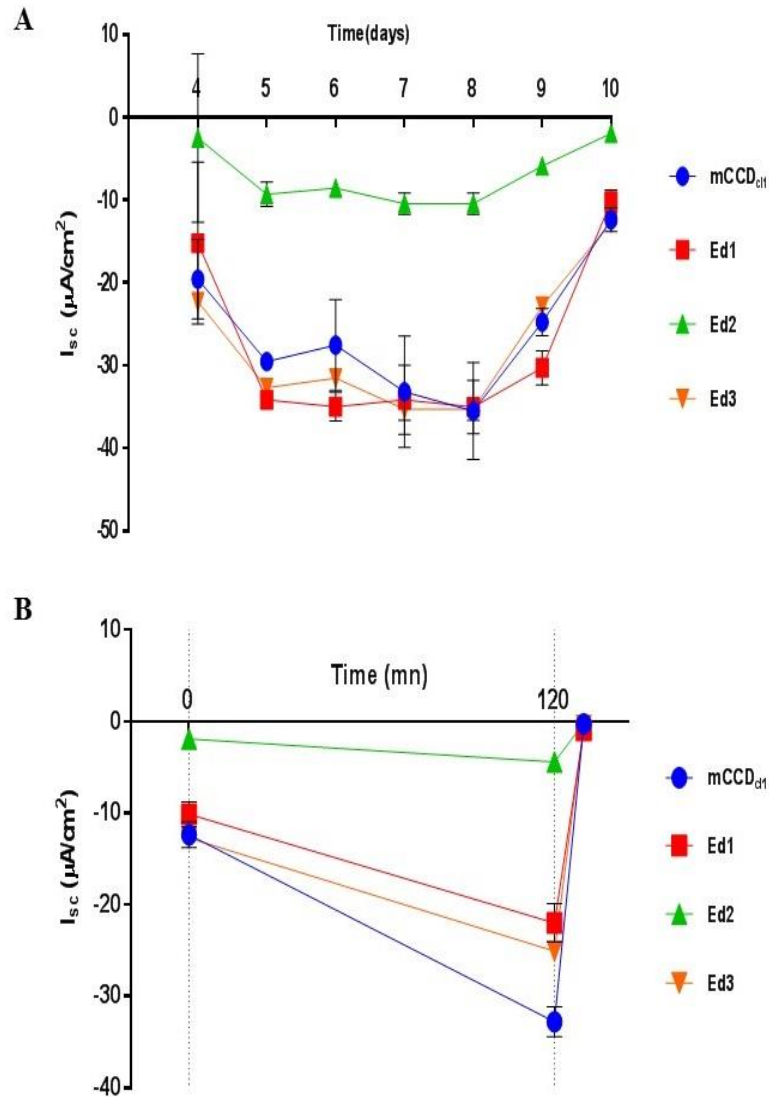 A
Time(days)
10
4 5 6 7 8 9 10
0
-10
-20
-30
-40
-50
Isc (µA/cm²)
mCCDcl1
Ed1
Ed2
Ed3
B
10
Time (mn)
0 120
0
-10
-20
-30
-40
Isc (µA/cm²)
mCCDcl1
Ed1
Ed2
Ed3